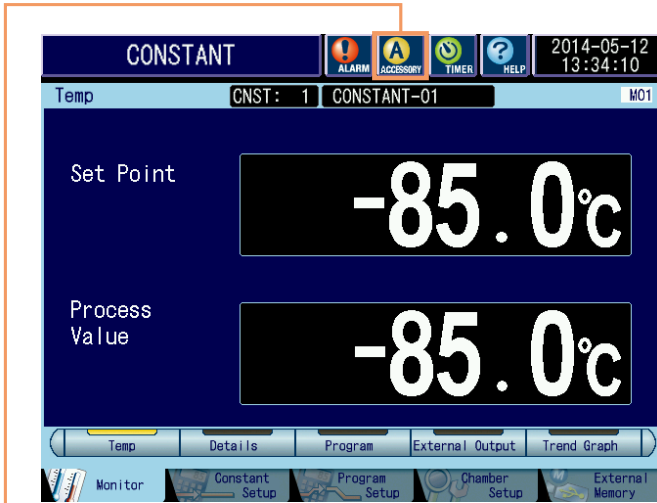 CONSTANT
ALARM
A
ACCESSORY
TIMER
HELP
2014-05-12
13:34:10
Temp
CNST: 1
CONSTANT-01
M01
Set Point
-85.0℃
Process
Value
-85.0℃
Temp
Details
Program
External Output
Trend Graph
Monitor
Constant
Setup
Program
Setup
Chamber
Setup
External
Memory